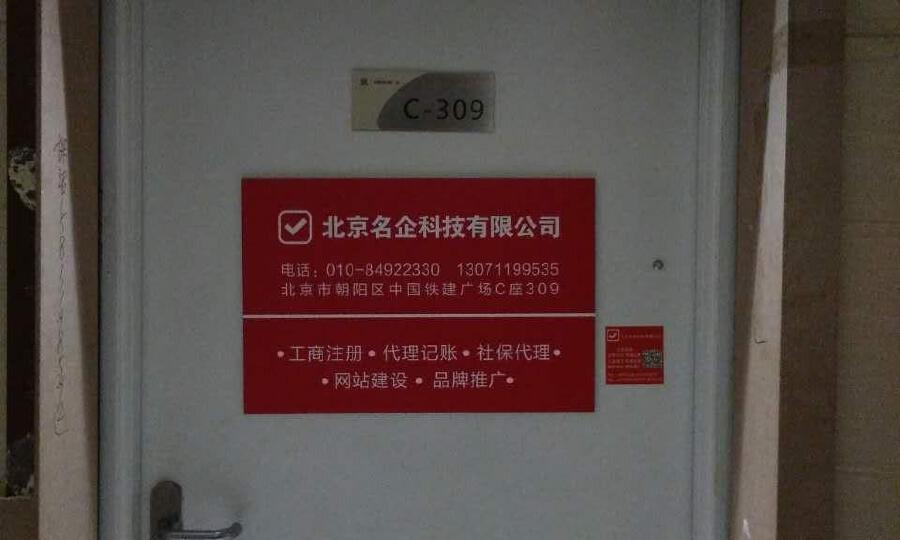 C-309
北京名企科技有限公司
电话：010-84922330 13071199535
北京市朝阳区中国铁建广场C座309
•工商注册•代理记账•社保代理•
•网站建设• 品牌推广•